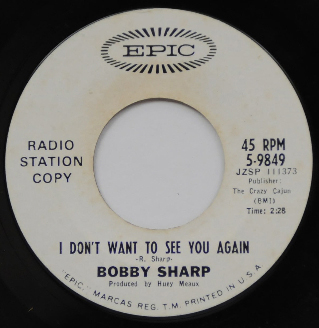 EPIC
RADIO
STATION
COPY
45 RPM
5-9849
JZSP 111373
Publisher:
The Crazy Cajun
(BMI)
Time: 2:28
I DON'T WANT TO SEE YOU AGAIN
-R. Sharp-
BOBBY SHARP
Produced by Huey Meaux
"EPIC," MARCAS REG. T.M. PRINTED IN U.S.A.